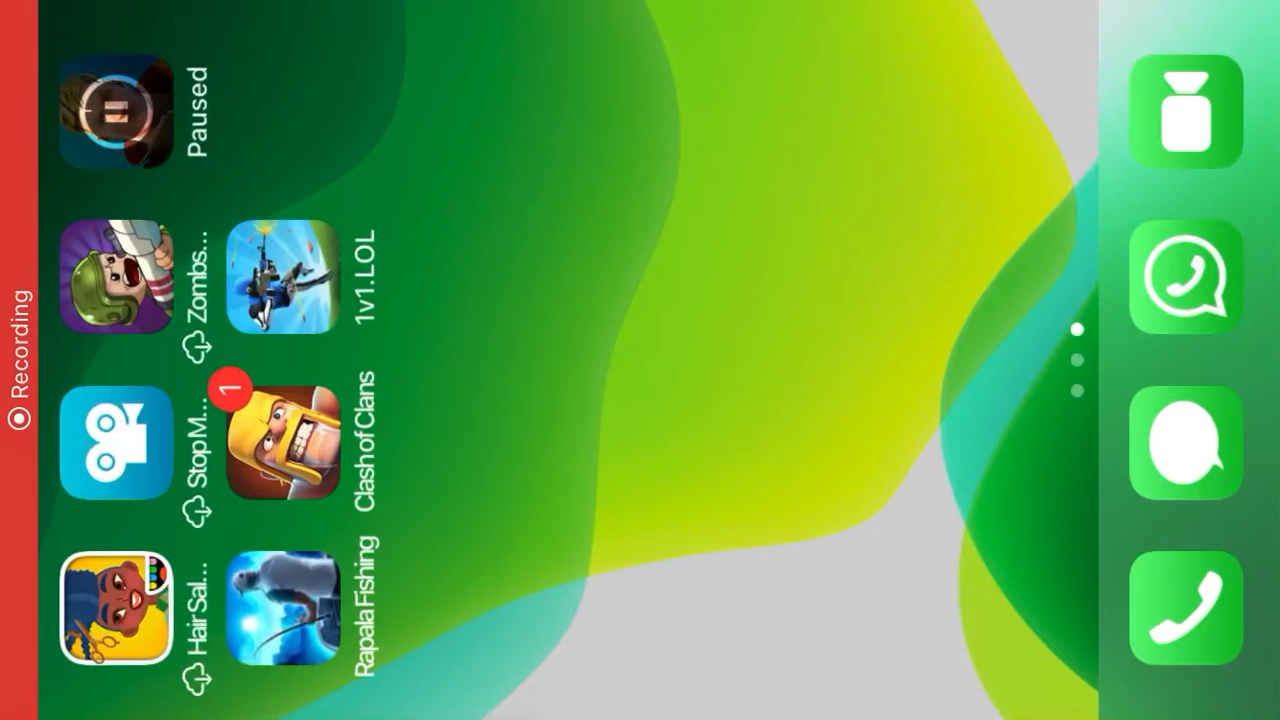 Recording
Hair Sal...
Stop M...
Zombs...
Paused
Rapala Fishing
Clash of Clans
1
1v1.LOL